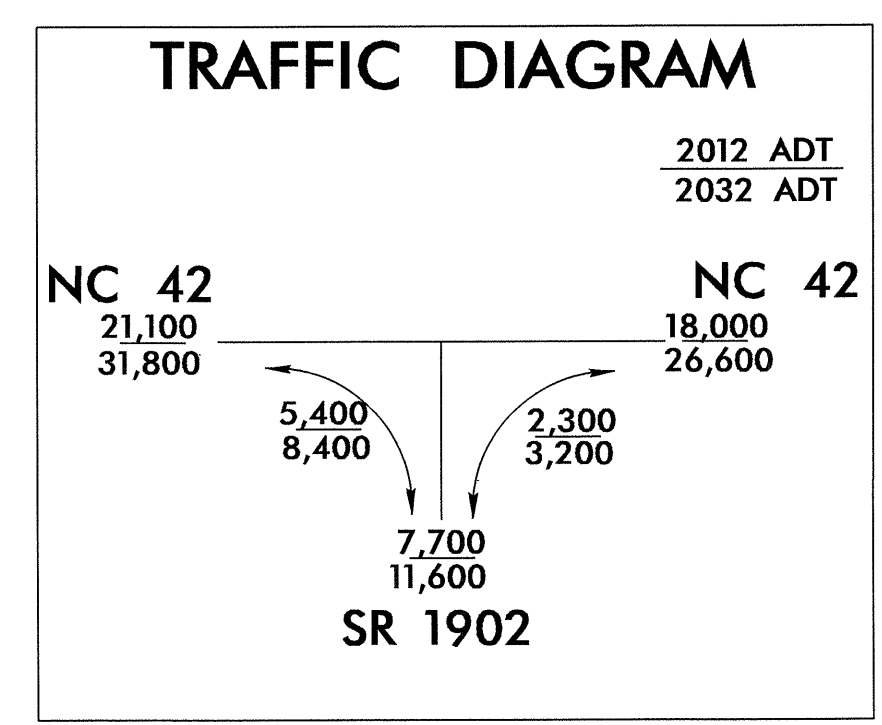 TRAFFIC DIAGRAM
2012 ADT
2032 ADT
NC 42
21,100
31,800
NC 42
18,000
26,600
5,400
8,400
2,300
3,200
7,700
11,600
SR 1902